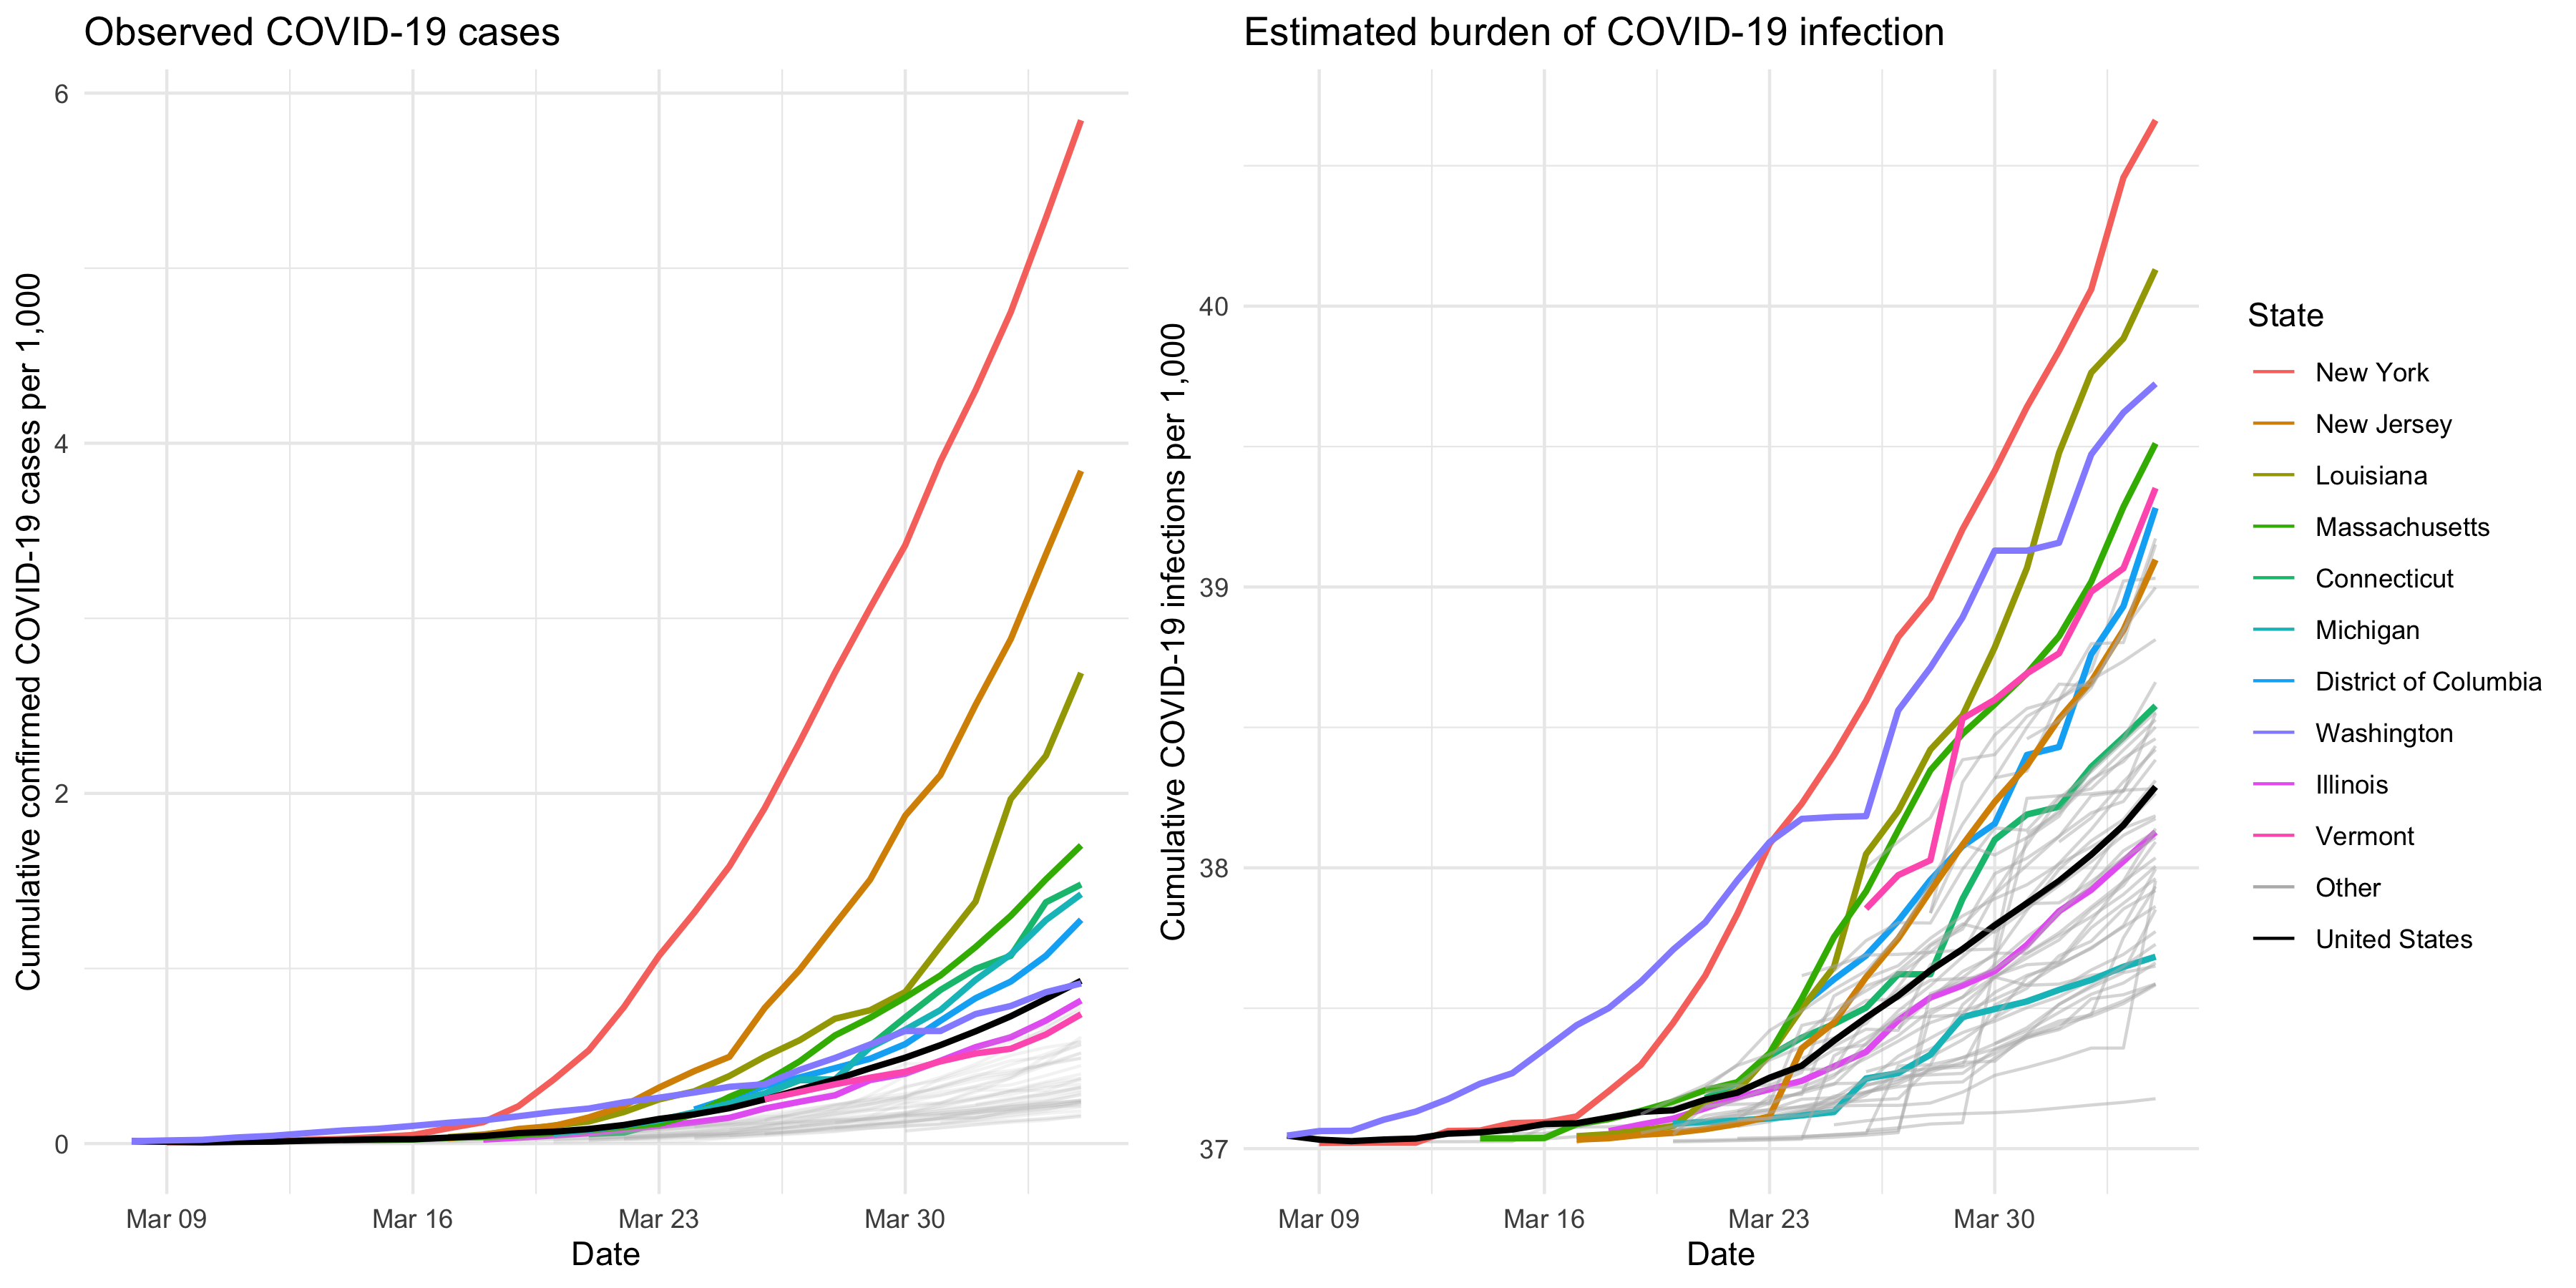 Observed COVID-19 cases
Cumulative confirmed COVID-19 cases per 1,000
6
4
2
0
Mar 09
Mar 16
Mar 23
Mar 30
Date
Estimated burden of COVID-19 infection
Cumulative COVID-19 infections per 1,000
40
39
38
37
Mar 09
Mar 16
Mar 23
Mar 30
Date
State
New York
New Jersey
Louisiana
Massachusetts
Connecticut
Michigan
District of Columbia
Washington
Illinois
Vermont
Other
United States